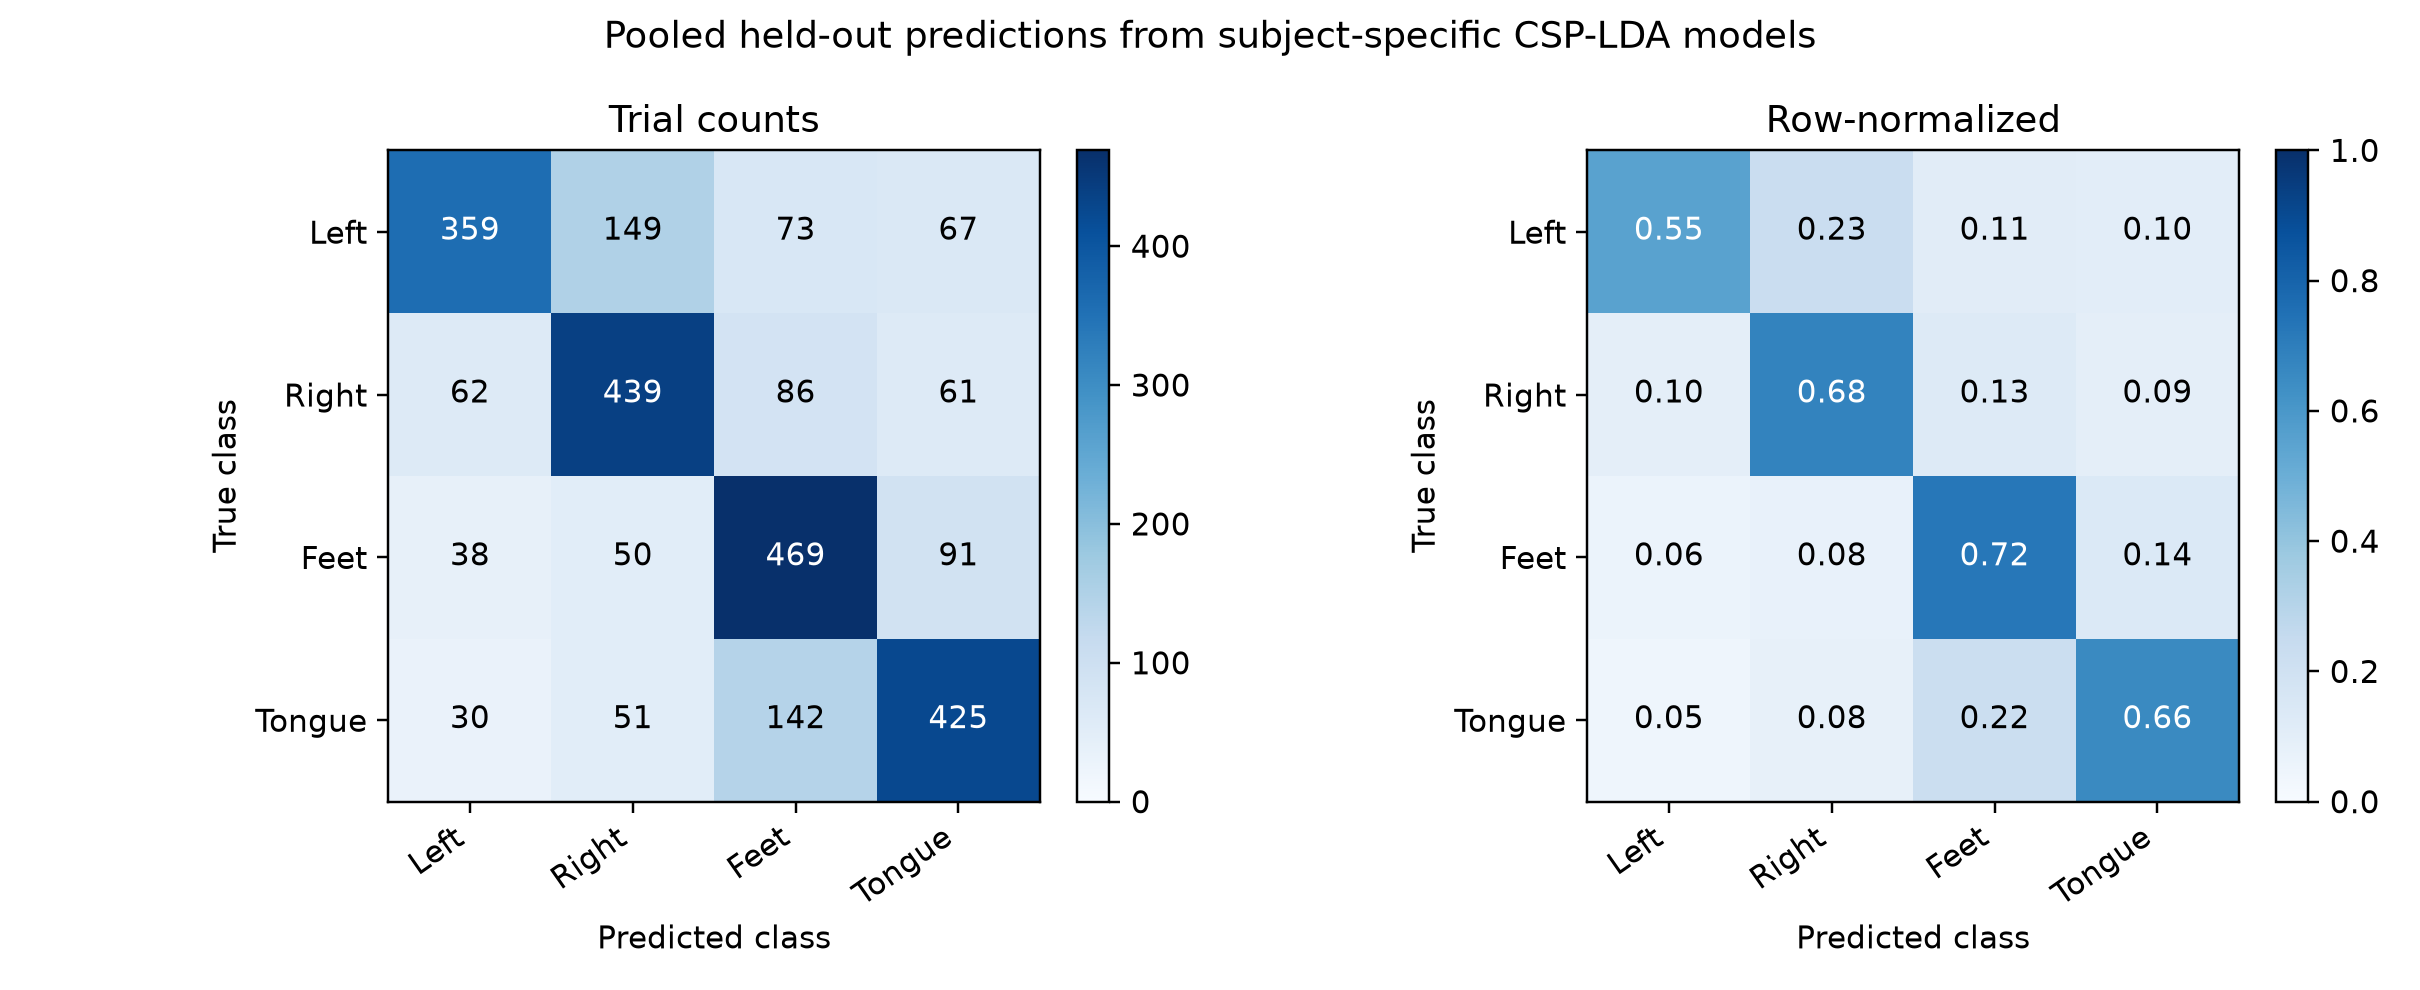 Pooled held-out predictions from subject-specific CSP-LDA models
Trial counts
True class
Left 359 149 73 67
Right 62 439 86 61
Feet 38 50 469 91
Tongue 30 51 142 425
Left Right Feet Tongue
Predicted class
400
300
200
100
0
Row-normalized
True class
Left 0.55 0.23 0.11 0.10
Right 0.10 0.68 0.13 0.09
Feet 0.06 0.08 0.72 0.14
Tongue 0.05 0.08 0.22 0.66
Left Right Feet Tongue
Predicted class
1.0
0.8
0.6
0.4
0.2
0.0